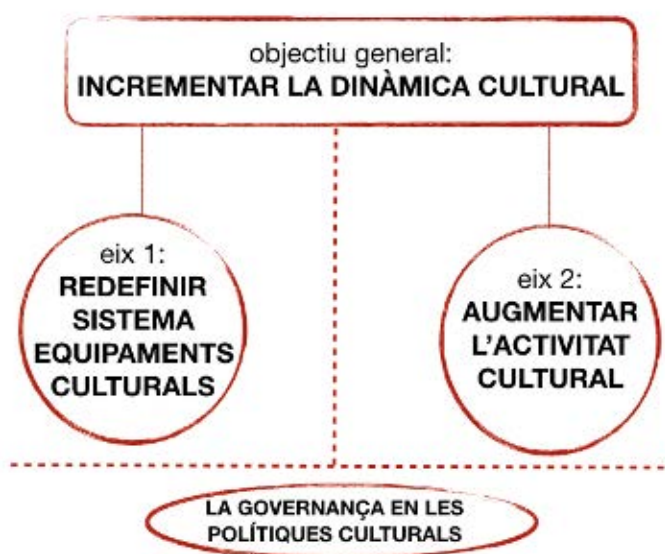 objectiu general:
INCREMENTAR LA DINÀMICA CULTURAL
eix 1:
REDEFINIR
SISTEMA
EQUIPAMENTS
CULTURALS
eix 2:
AUGMENTAR
L'ACTIVITAT
CULTURAL
LA GOVERNANÇA EN LES
POLÍTIQUES CULTURALS